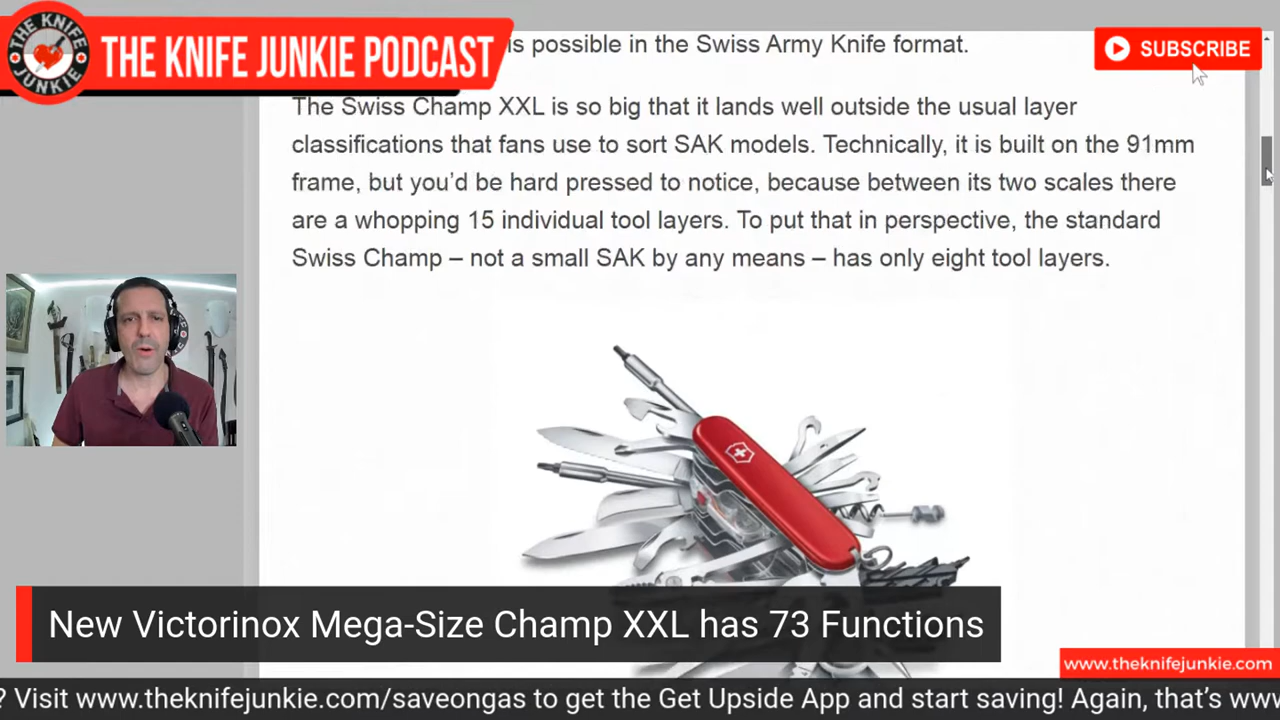 THE KNIFE JUNKIE
THE KNIFE JUNKIE PODCAST
SUBSCRIBE
is possible in the Swiss Army Knife format.
The Swiss Champ XXL is so big that it lands well outside the usual layer
classifications that fans use to sort SAK models. Technically, it is built on the 91mm
frame, but you’d be hard pressed to notice, because between its two scales there
are a whopping 15 individual tool layers. To put that in perspective, the standard
Swiss Champ – not a small SAK by any means – has only eight tool layers.
New Victorinox Mega-Size Champ XXL has 73 Functions
www.theknifejunkie.com
? Visit www.theknifejunkie.com/saveongas to get the Get Upside App and start saving! Again, that’s www